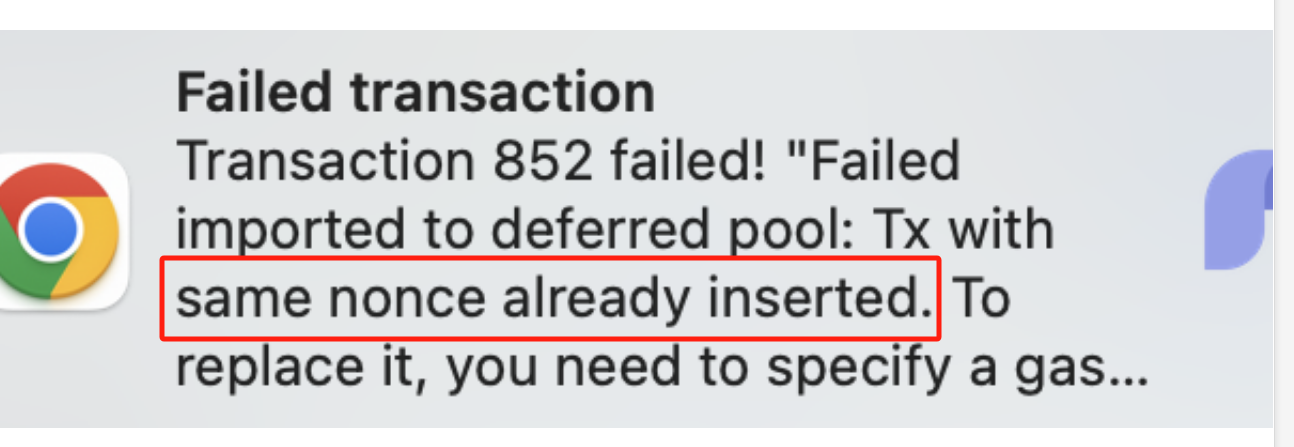 Failed transaction
Transaction 852 failed! "Failed
imported to deferred pool: Tx with
same nonce already inserted. To
replace it, you need to specify a gas...